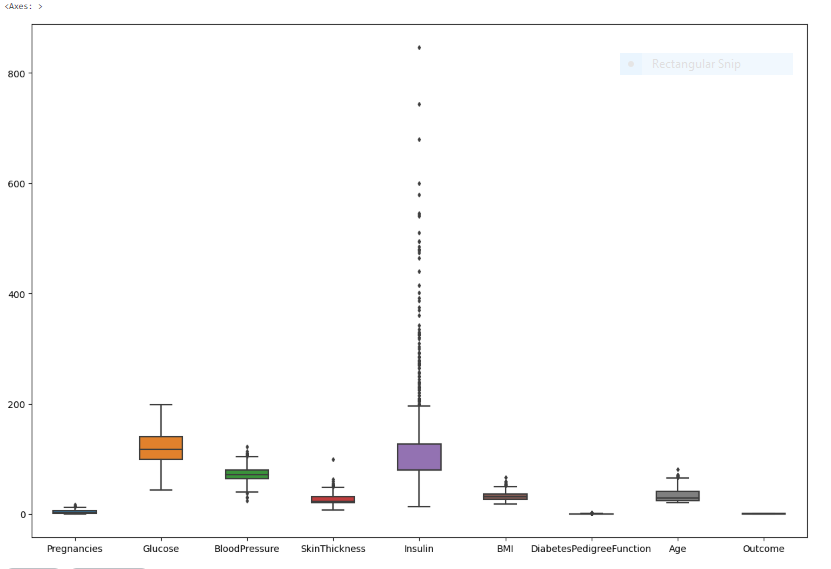 <Axes: >
Rectangular Snip
800
600
400
200
0
Pregnancies Glucose BloodPressure SkinThickness Insulin BMI DiabetesPedigreeFunction Age Outcome